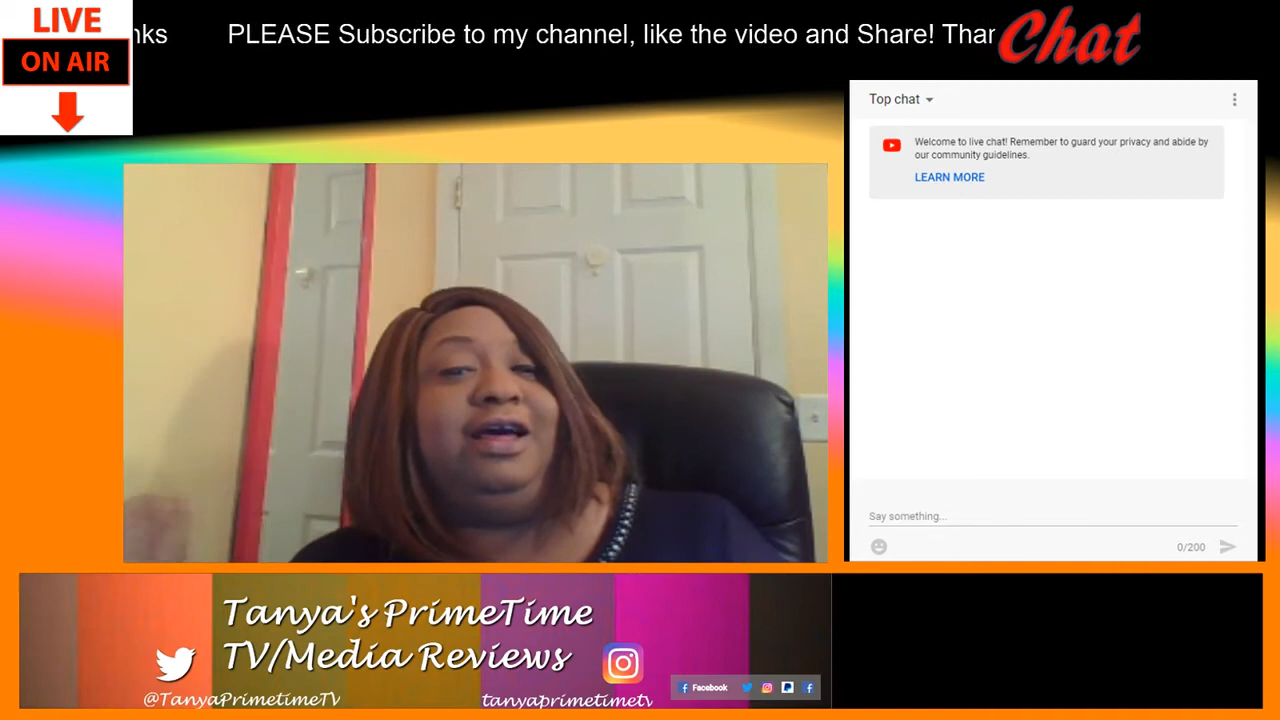 LIVE
ON AIR
nks PLEASE Subscribe to my channel, like the video and Share! Than
Chat
Top chat
Welcome to live chat! Remember to guard your privacy and abide by
our community guidelines.
LEARN MORE
Say something...
0/200
Tanya's PrimeTime
TV/Media Reviews
@TanyaPrimetimeTV
tanyaprimetimetv
Facebook